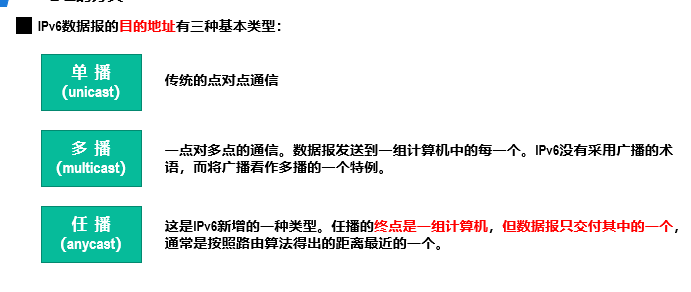 IPv6数据报的目的地址有三种基本类型:
单 播
(unicast)
传统的点对点通信
多 播
(multicast)
一点对多点的通信。数据报发送到一组计算机中的每一个。IPv6没有采用广播的术
语，而将广播看作多播的一个特例。
任 播
(anycast)
这是IPv6新增的一种类型。任播的终点是一组计算机，但数据报只交付其中的一个，
通常是按照路由算法得出的距离最近的一个。